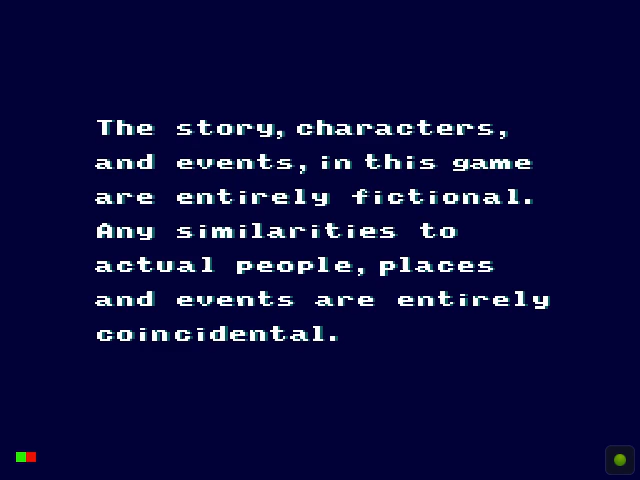 The story, characters,
and events, in this game
are entirely fictional.
Any similarities to
actual people, places
and events are entirely
coincidental.